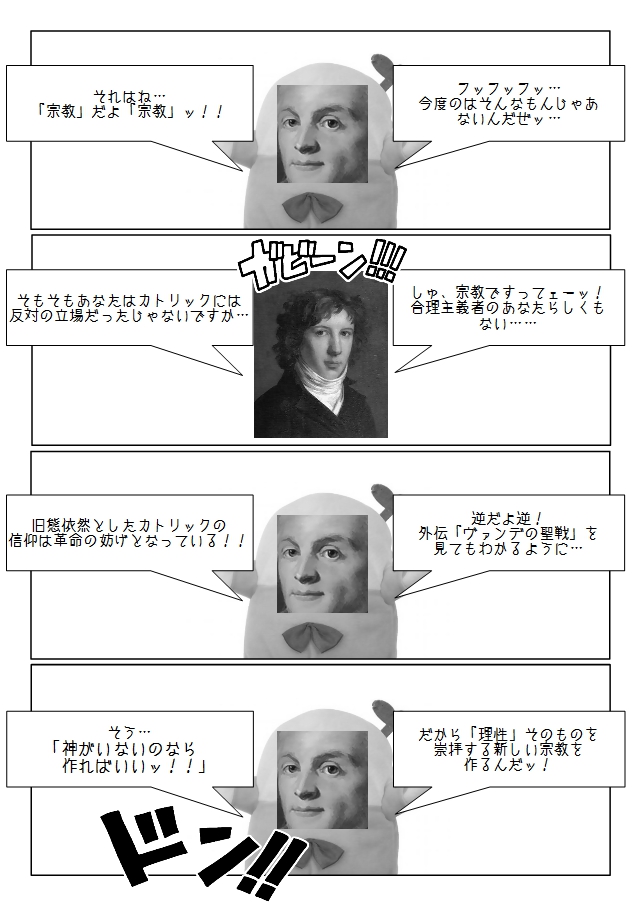 フッフッフッ…
今度のはそんなもんじゃあ
ないんだぜッ…
それはね…
「宗教」だよ「宗教」ッ！！
ガビーン!!!
しゅ、宗教ですってェーッ！
合理主義者のあなたらしくも
ない……
そもそもあなたはカトリックには
反対の立場だったじゃないですか…
逆だよ逆！
外伝「ヴァンデの聖戦」を
見てもわかるように…
旧態依然としたカトリックの
信仰は革命の妨げとなっている！！
だから「理性」そのものを
崇拝する新しい宗教を
作るんだッ！
そう…
「神がいないのなら
作ればいいッ！！」
ドン!!